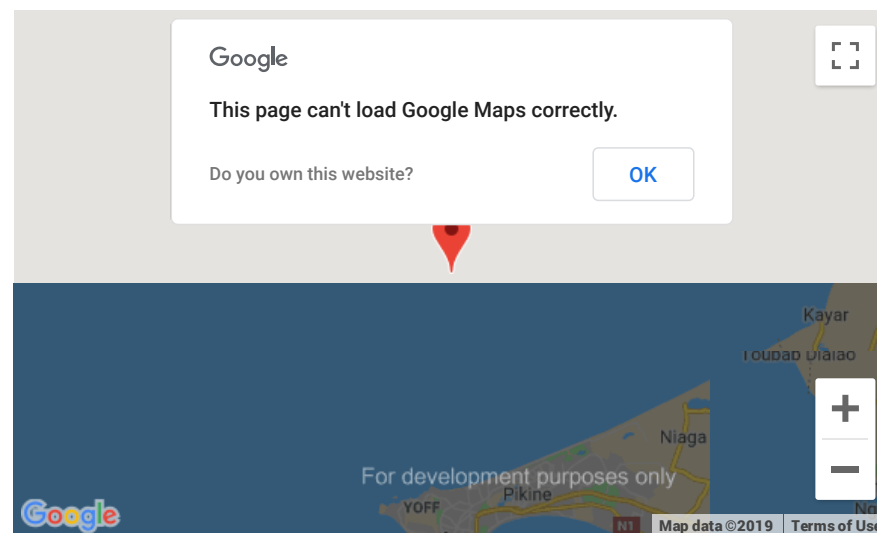 Google
This page can't load Google Maps correctly.
Do you own this website?
OK
Kayar
Toubab Dialao
Niaga
For development purposes only
Pikine
YOFF
N1
Google
Map data ©2019
Terms of Use